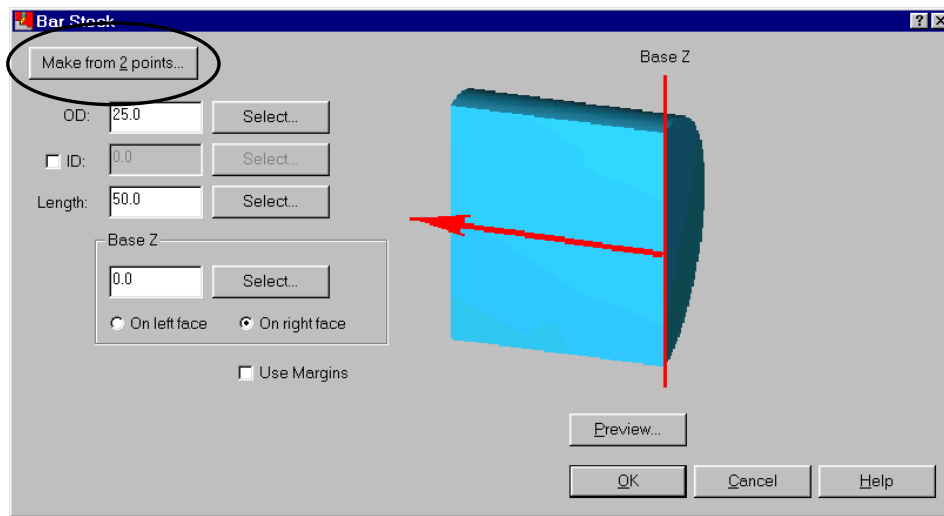 Bar Stock
Make from 2 points...
Base Z
OD: 25.0 Select...
ID: 0.0 Select...
Length: 50.0 Select...
Base Z
0.0 Select...
On left face On right face
Use Margins
Preview...
OK Cancel Help